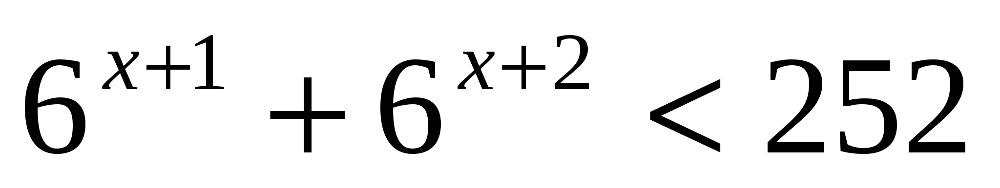 6^{x+1} + 6^{x+2} < 252